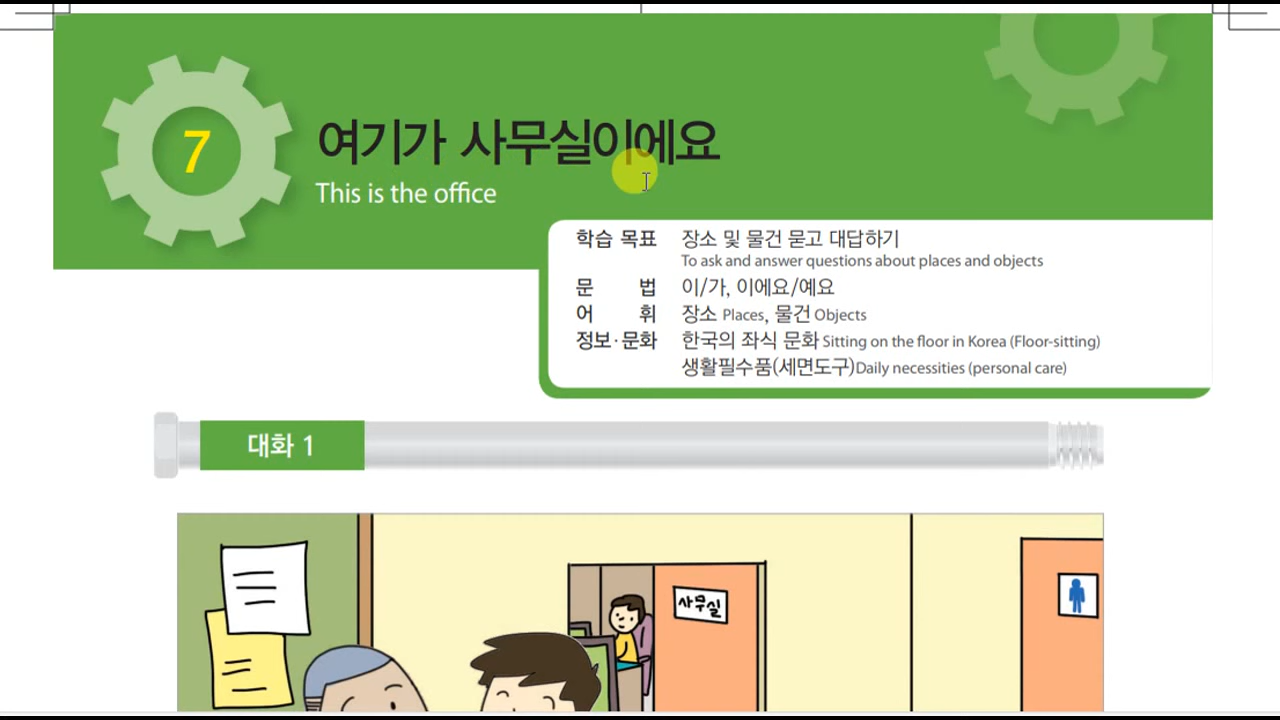 7
여기가 사무실이에요
This is the office
학습 목표 장소 및 물건 묻고 대답하기
To ask and answer questions about places and objects
문 법 이/가, 이에요/예요
어 휘 장소 Places, 물건 Objects
정보·문화 한국의 좌식 문화 Sitting on the floor in Korea (Floor-sitting)
생활필수품(세면도구)Daily necessities (personal care)
대화 1
사무실